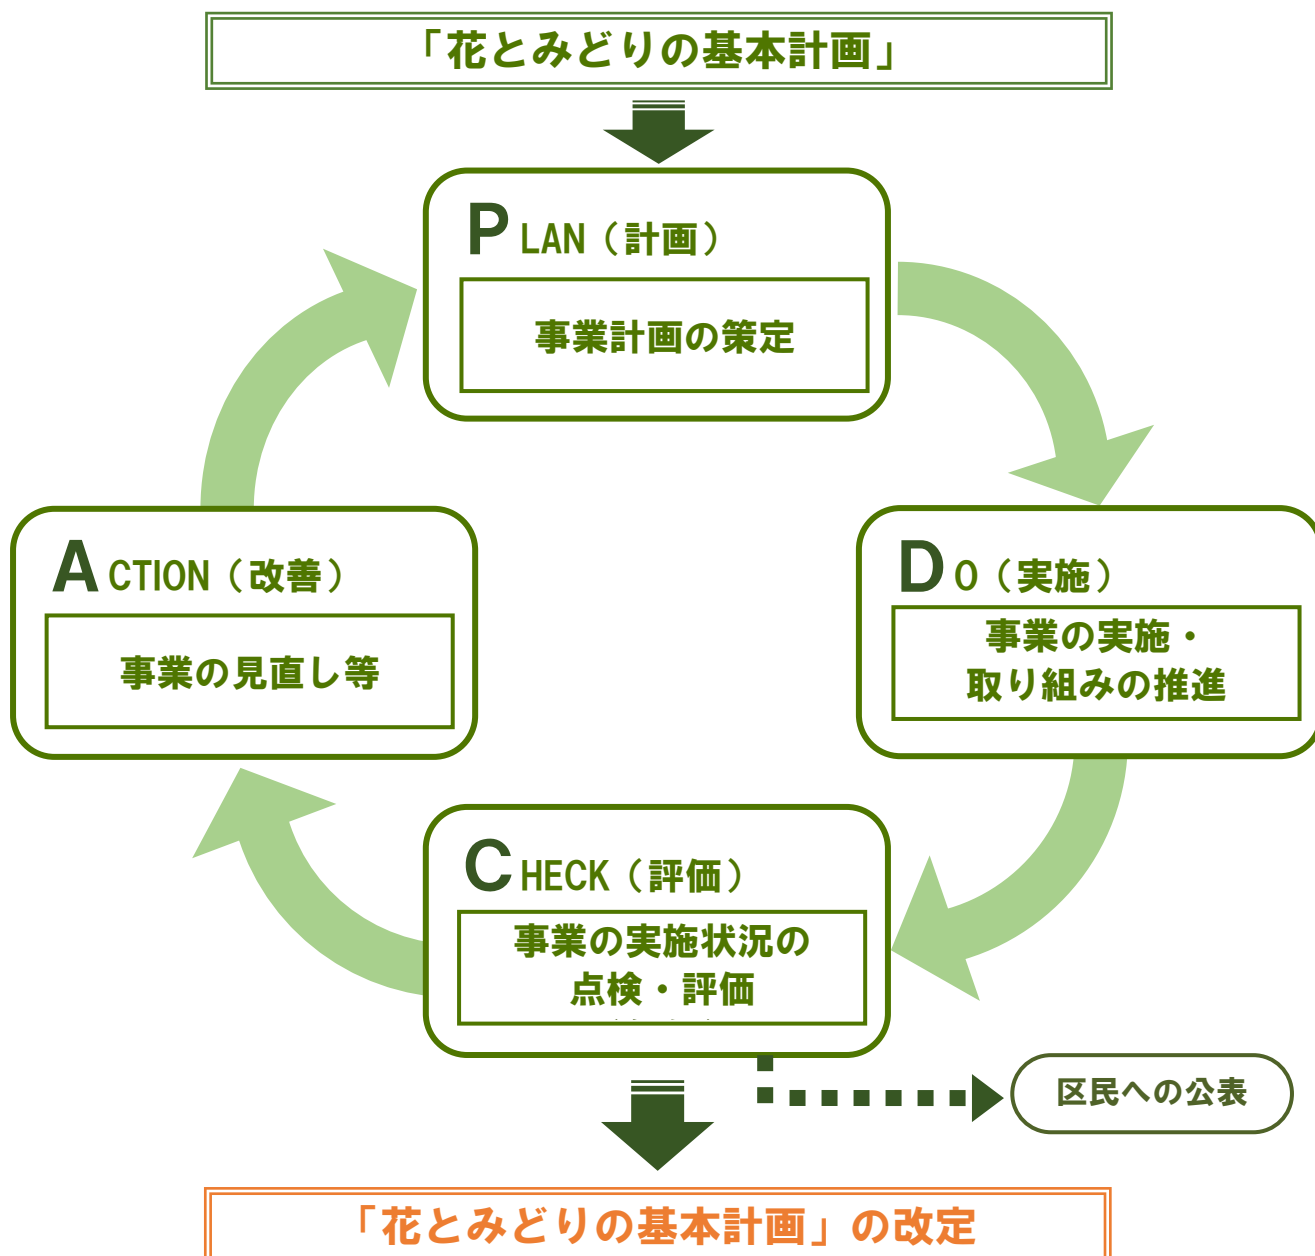 「花とみどりの基本計画」
PLAN（計画）
事業計画の策定
ACTION（改善）
事業の見直し等
DO（実施）
事業の実施・
取り組みの推進
CHECK（評価）
事業の実施状況の
点検・評価
区民への公表
「花とみどりの基本計画」の改定